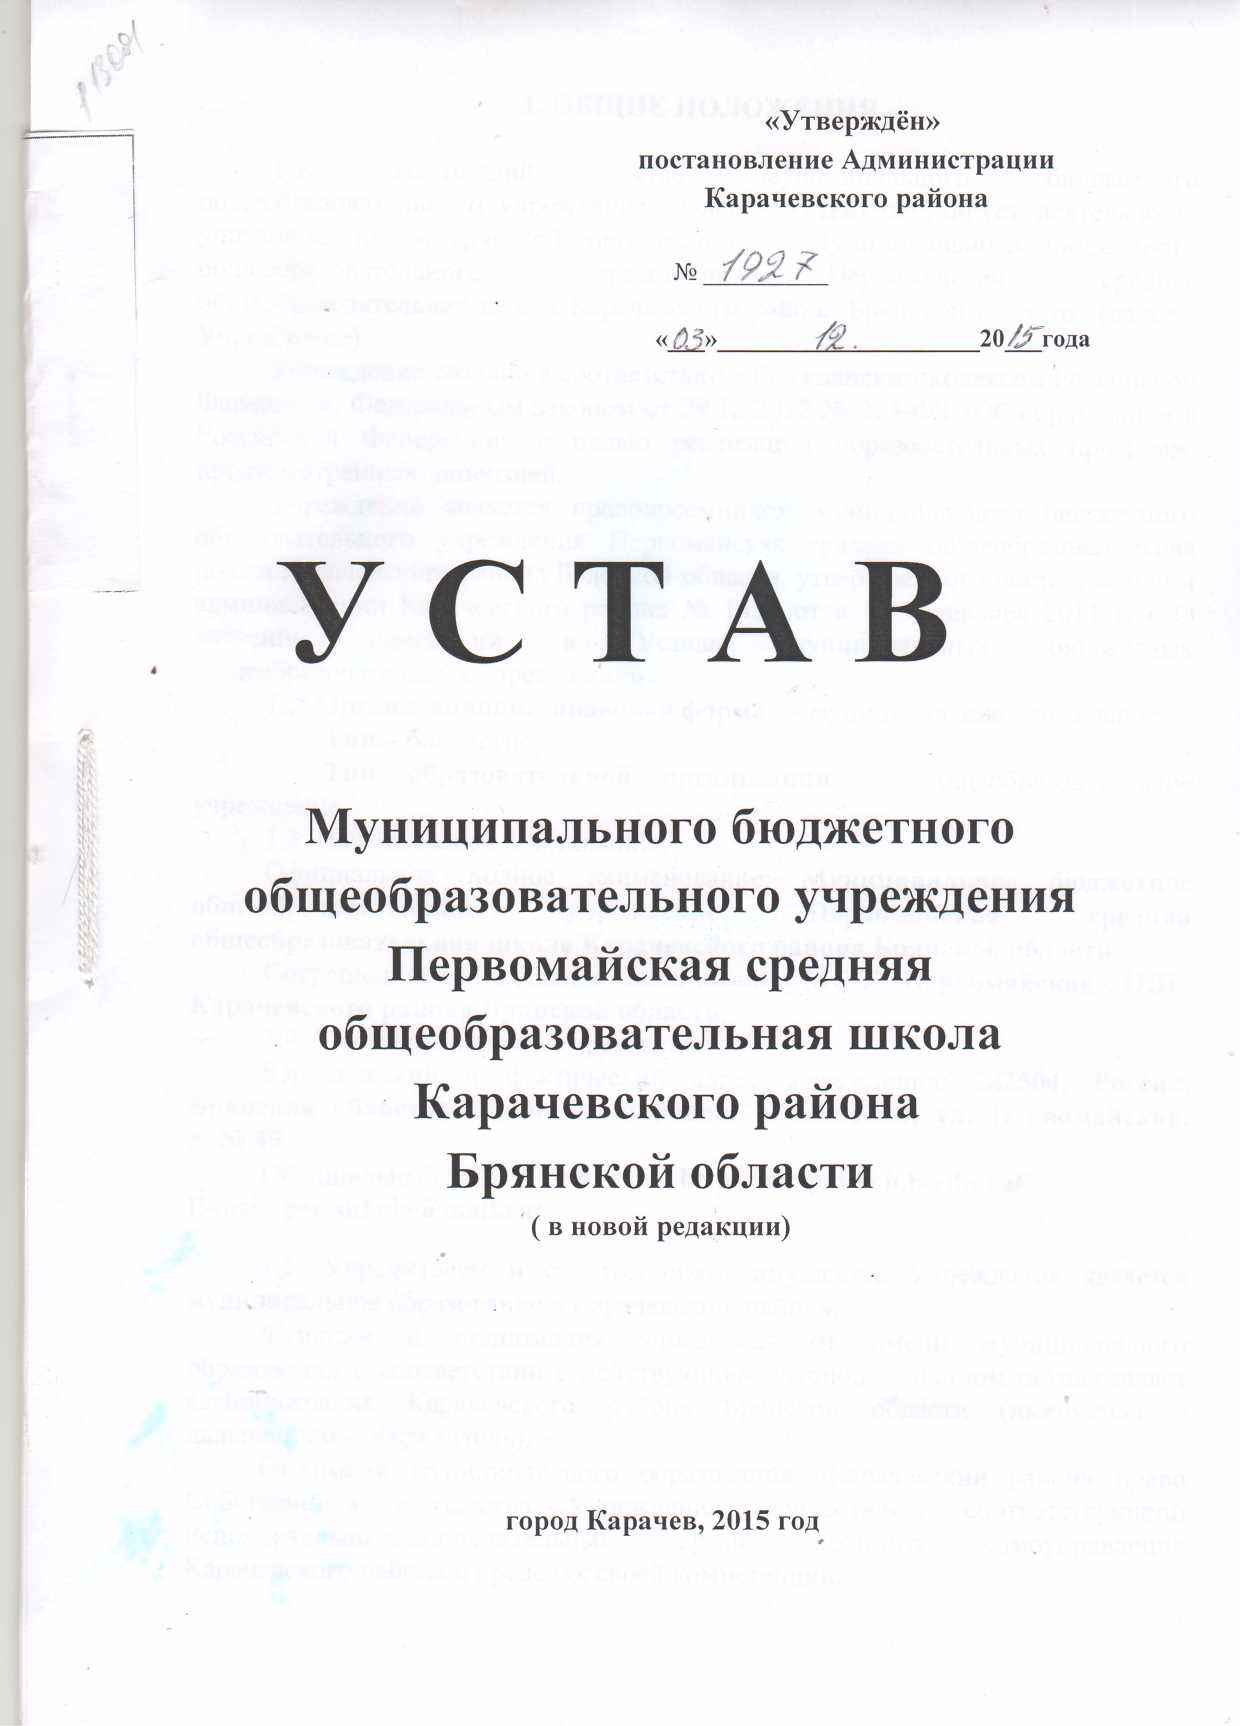 «Утверждён»
постановление Администрации
Карачевского района
№ 1927
«03» 12. 2015 года
У С Т А В
Муниципального бюджетного
общеобразовательного учреждения
Первомайская средняя
общеобразовательная школа
Карачевского района
Брянской области
( в новой редакции)
город Карачев, 2015 год